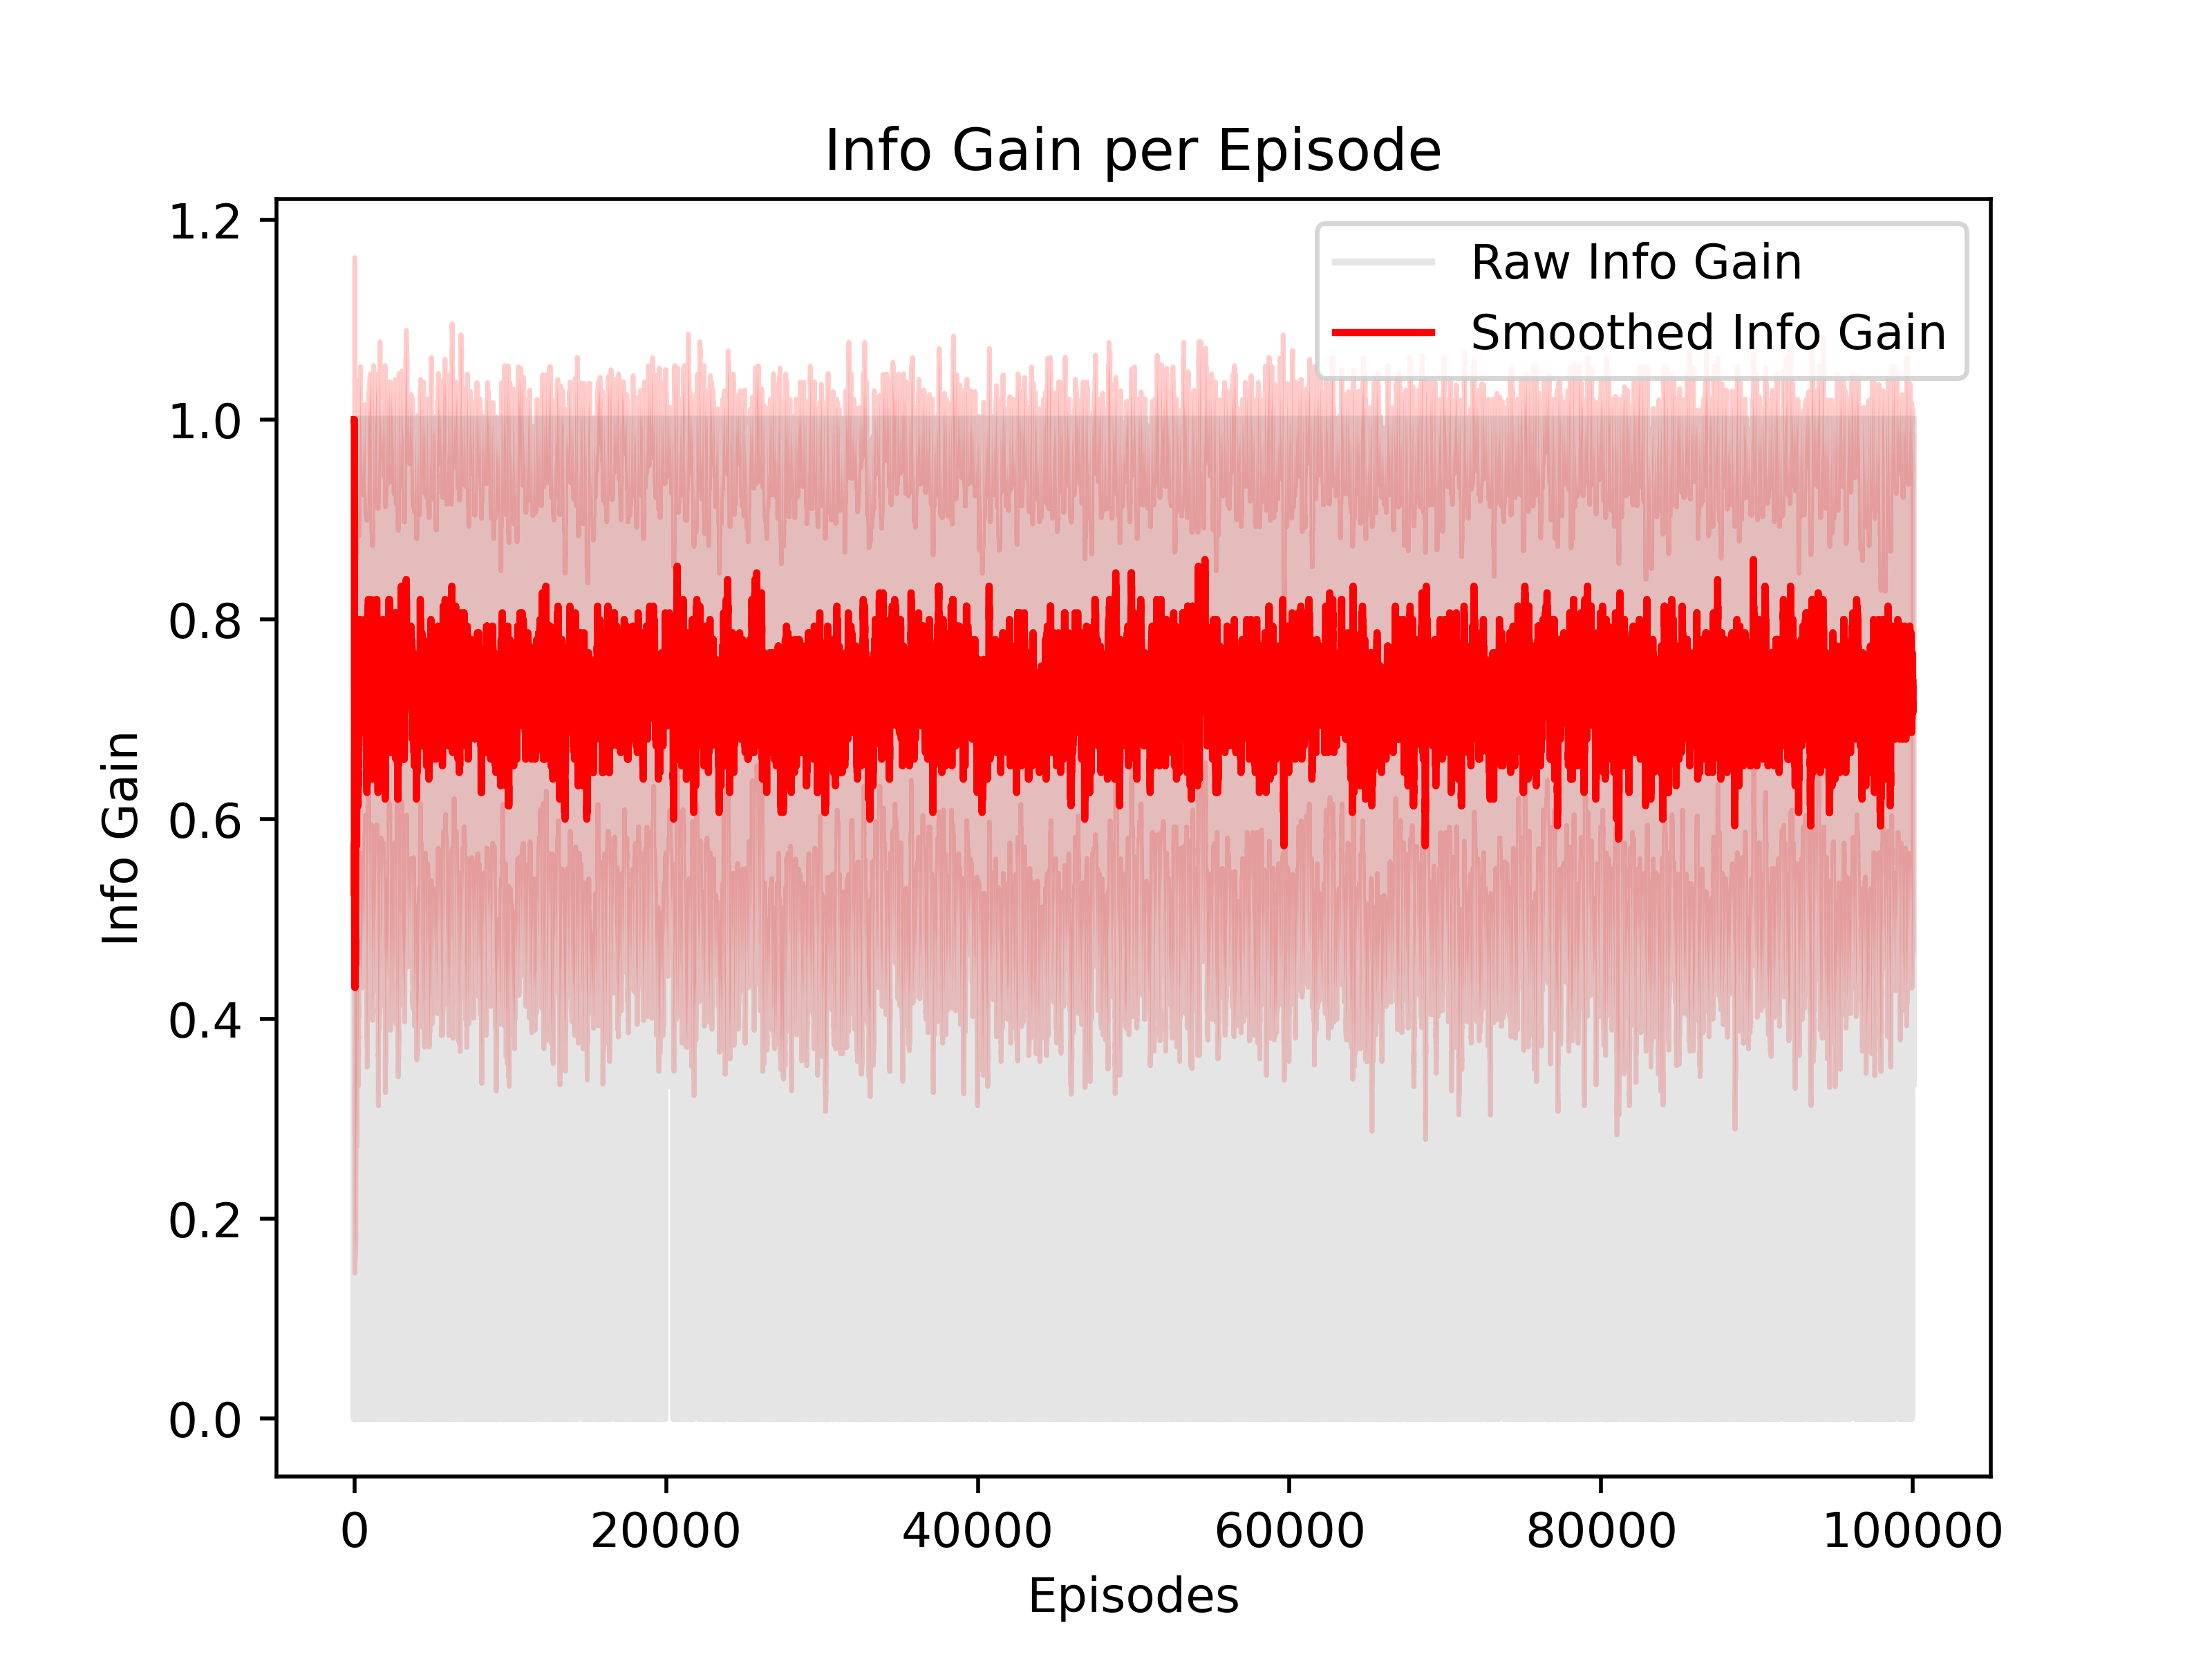 Info Gain per Episode
Raw Info Gain
Smoothed Info Gain
Info Gain
1.2
1.0
0.8
0.6
0.4
0.2
0.0
0 20000 40000 60000 80000 100000
Episodes